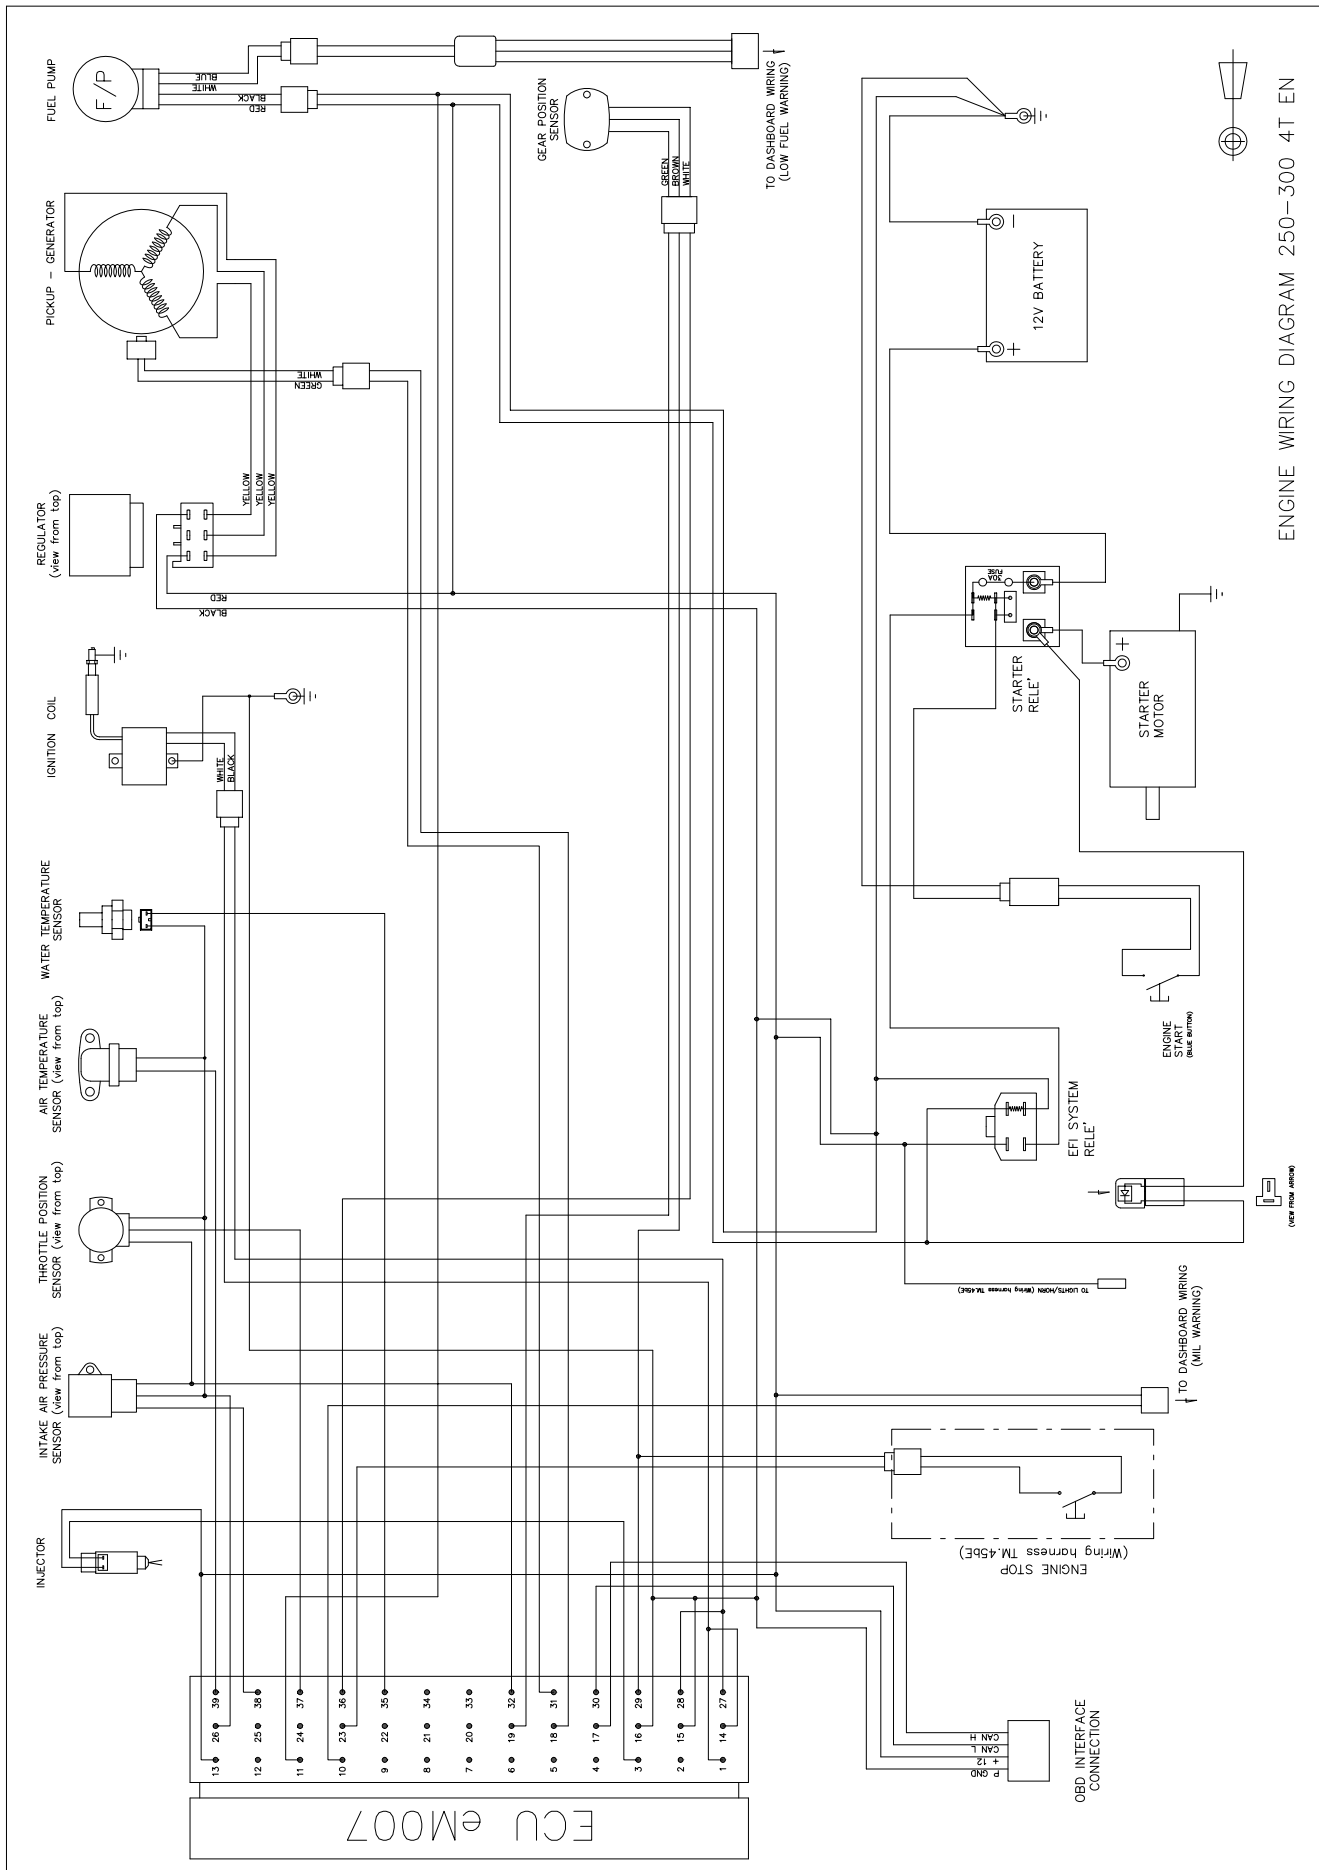 ENGINE WIRING DIAGRAM 250-300 4T EN
FUEL PUMP
F/P
BLUE
WHITE
BLACK
RED
TO DASHBOARD WIRING
(LOW FUEL WARNING)
GEAR POSITION
SENSOR
GREEN
BROWN
WHITE
PICKUP - GENERATOR
WHITE
GREEN
YELLOW
YELLOW
YELLOW
REGULATOR
(view from top)
RED
BLACK
IGNITION COIL
WHITE
BLACK
WATER TEMPERATURE
SENSOR
AIR TEMPERATURE
SENSOR (view from top)
THROTTLE POSITION
SENSOR (view from top)
INTAKE AIR PRESSURE
SENSOR (view from top)
INJECTOR
12V BATTERY
-
+
30A
FUSE
STARTER
RELE'
+
STARTER
MOTOR
ENGINE
START
(BLUE BUTTON)
EFI SYSTEM
RELE'
(VIEW FROM ARROW)
TO LIGHTS/HORN (Wiring harness TM.45bE)
TO DASHBOARD WIRING
(MIL WARNING)
ENGINE STOP
(Wiring harness TM.45bE)
OBD INTERFACE
CONNECTION
CAN H
CAN L
+ 12
P GND
39 38 37 36 35 34 33 32 31 30 29 28 27
26 25 24 23 22 21 20 19 18 17 16 15 14
13 12 11 10 9 8 7 6 5 4 3 2 1
ECU eM007